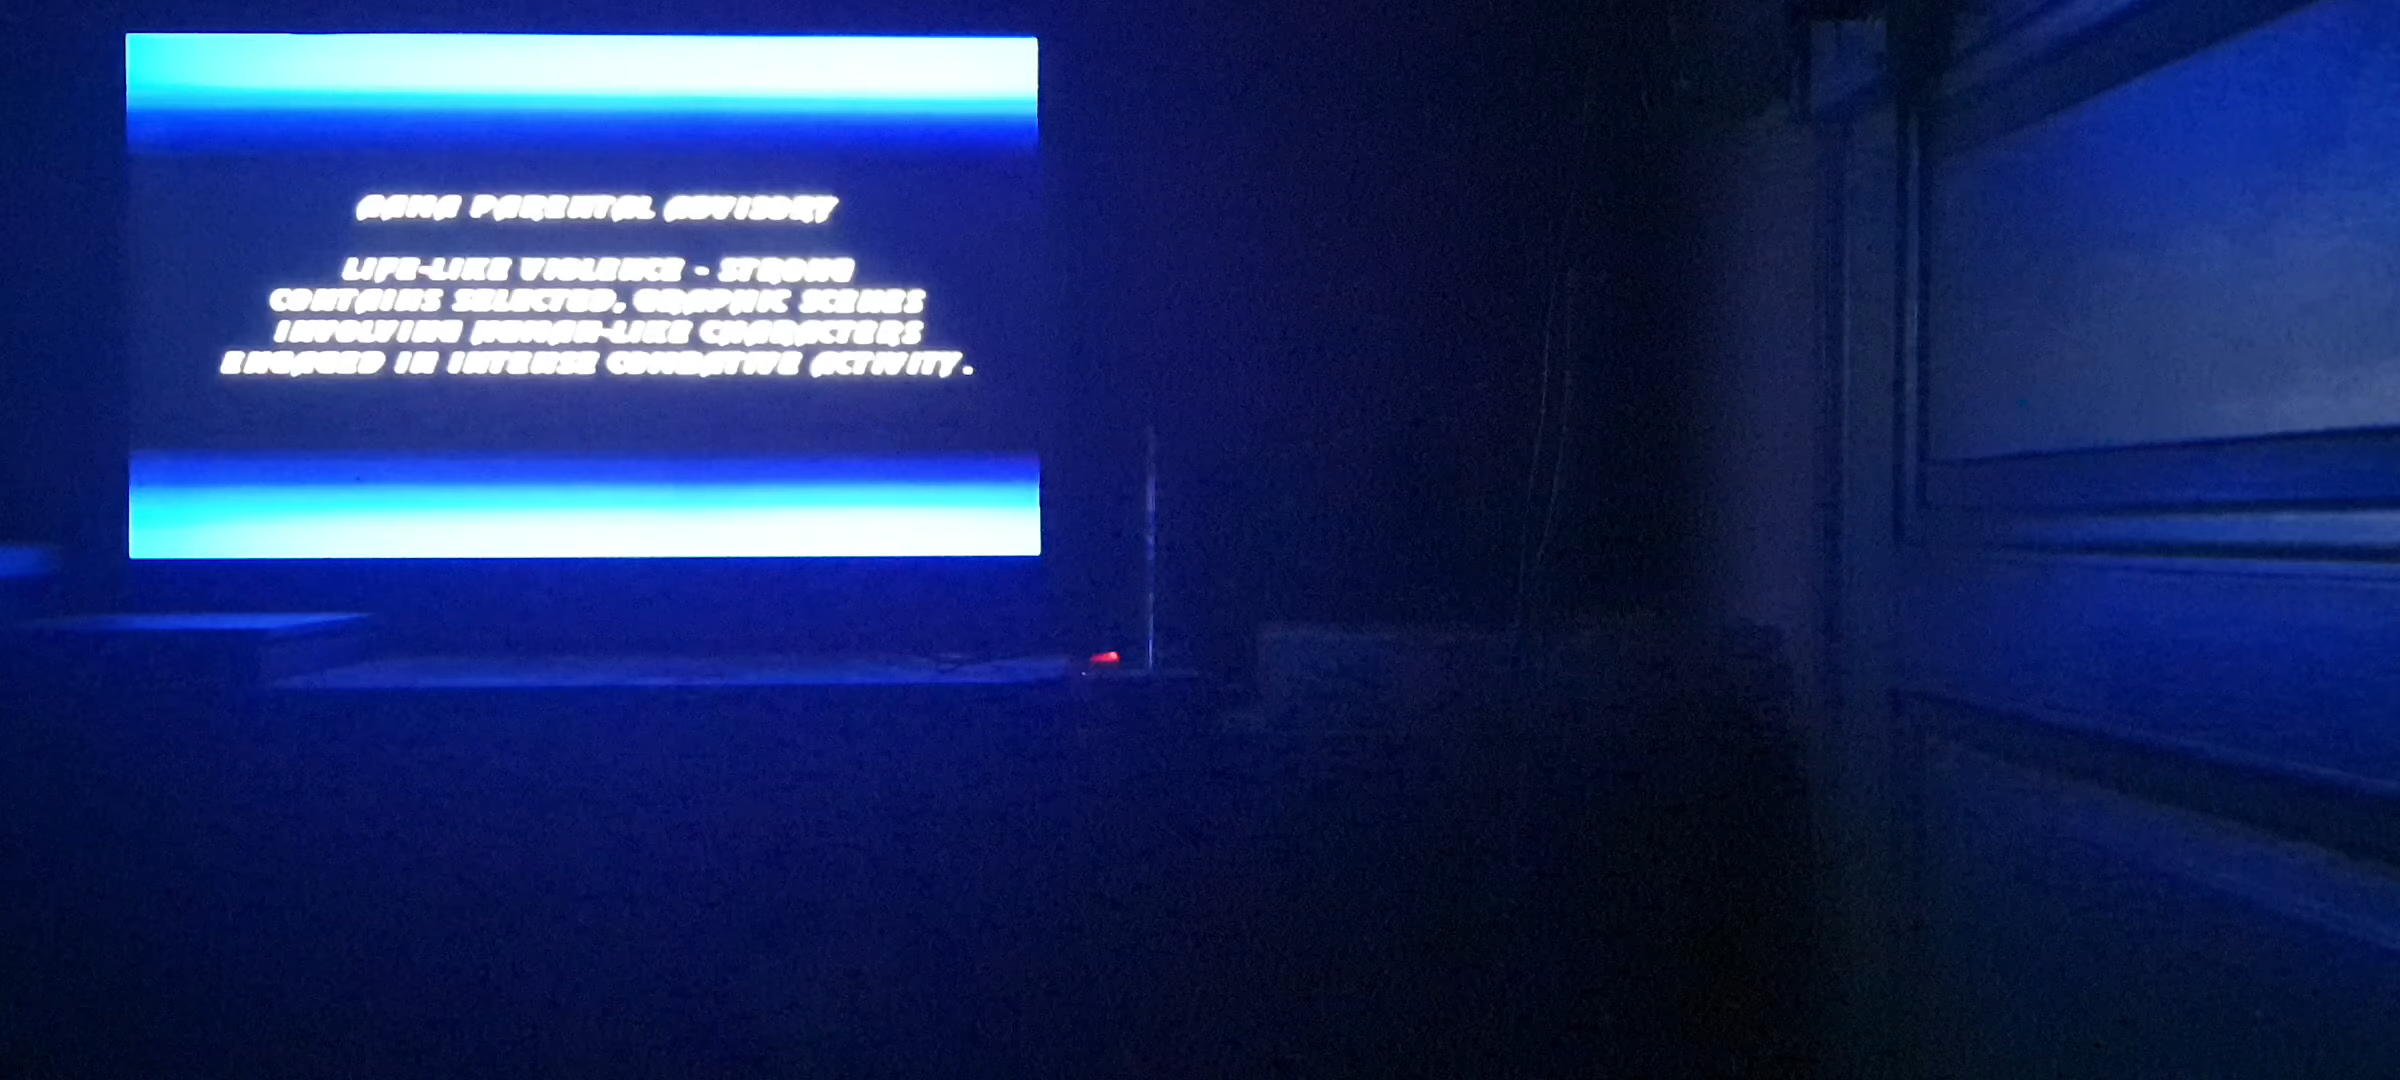 AAMA PARENTAL ADVISORY
LIFE-LIKE VIOLENCE - STRONG
CONTAINS SELECTED, GRAPHIC SCENES
INVOLVING HUMAN-LIKE CHARACTERS
ENGAGED IN INTENSE COMBATIVE ACTIVITY.